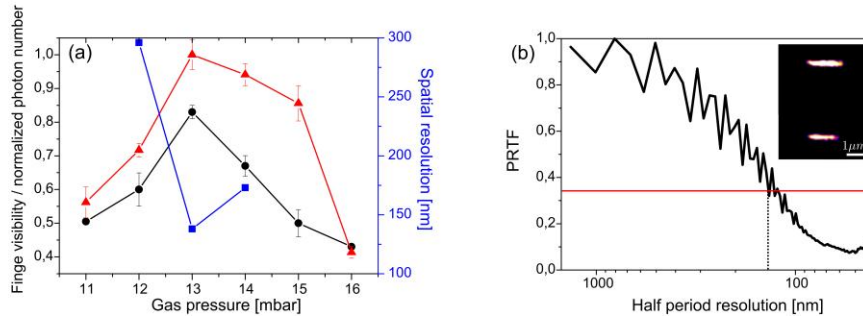 (a)
Finge visibility / normalized photon number
1,0
0,9
0,8
0,7
0,6
0,5
0,4
11 12 13 14 15 16
Gas pressure [mbar]
300
250
200
150
100
Spatial resolution [nm]
(b)
PRTF
1,0
0,8
0,6
0,4
0,2
0,0
1000 100
Half period resolution [nm]
1μm